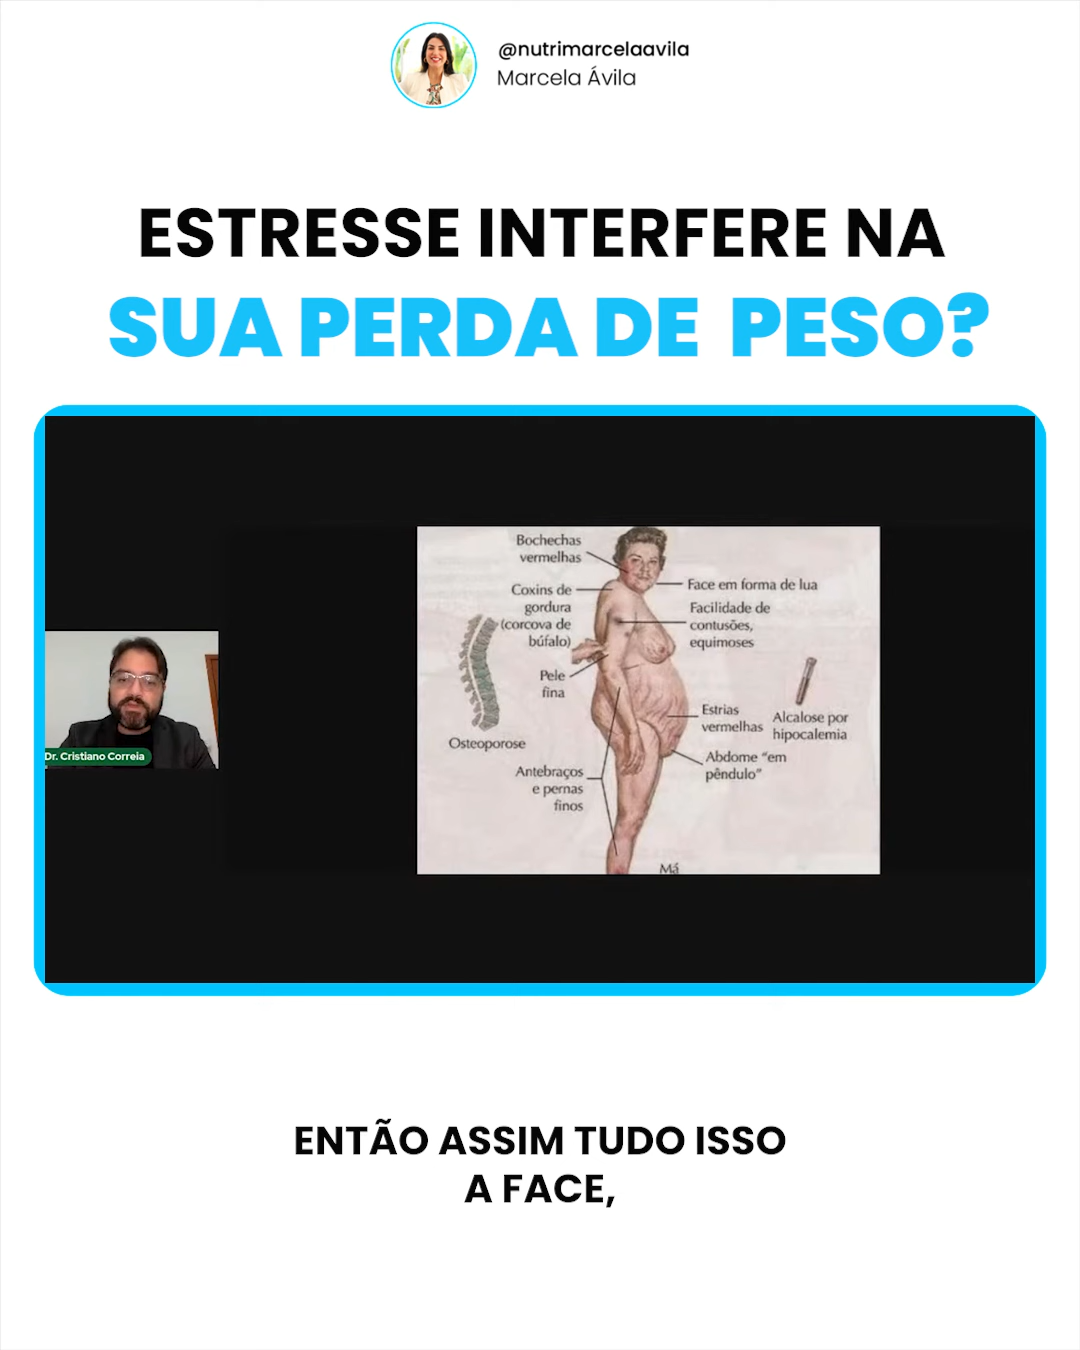 @nutrimarcelaavila
Marcela Ávila
ESTRESSE INTERFERE NA
SUA PERDA DE PESO?
Bochechas
vermelhas
Face em forma de lua
Coxins de
gordura
(corcova de
búfalo)
Facilidade de
contusões,
equimoses
Pele
fina
Osteoporose
Estrias
vermelhas
Alcalose por
hipocalemia
Abdome “em
pêndulo”
Antebraços
e pernas
finos
Má
Dr. Cristiano Correia
ENTÃO ASSIM TUDO ISSO
A FACE,